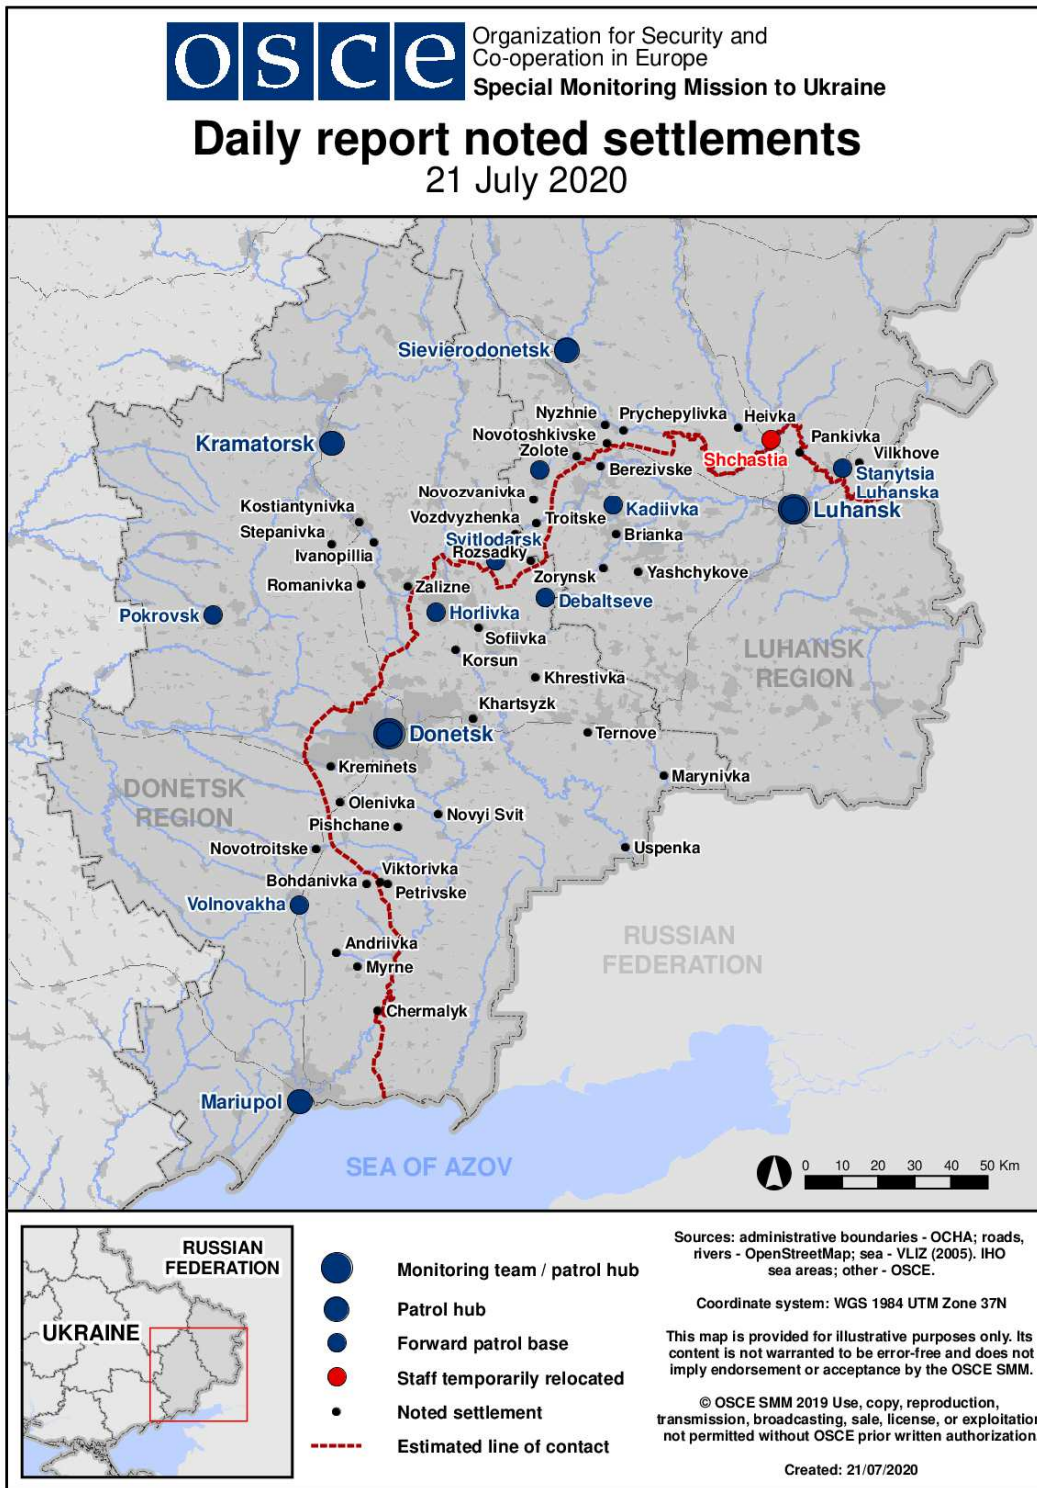 osce
Organization for Security and
Co-operation in Europe
Special Monitoring Mission to Ukraine
Daily report noted settlements
21 July 2020
Sievierodonetsk
Nyzhnie
Prychepylivka
Heivka
Kramatorsk
Novotoshkivske
Pankivka
Zolote
Shchastia
Vilkhove
Berezivske
Stanytsia
Luhanska
Novozvanivka
Kostiantynivka
Kadiivka
Luhansk
Vozdvyzhenka
Troitske
Stepanivka
Svitlodarsk
Brianka
Ivanopillia
Rozsadky
Zorynsk
Yashchykove
Romanivka
Zalizne
Debaltseve
Pokrovsk
Horlivka
Sofiivka
LUHANSK
REGION
Korsun
Khrestivka
Khartsyzk
Donetsk
Ternove
Kreminets
Marynivka
DONETSK
REGION
Olenivka
Novyi Svit
Pishchane
Novotroitske
Uspenka
Viktorivka
Bohdanivka
Petrivske
Volnovakha
Andriivka
RUSSIAN
FEDERATION
Myrne
Chermalyk
Mariupol
SEA OF AZOV
0 10 20 30 40 50 Km
RUSSIAN
FEDERATION
UKRAINE
Monitoring team / patrol hub
Patrol hub
Forward patrol base
Staff temporarily relocated
Noted settlement
Estimated line of contact
Sources: administrative boundaries - OCHA; roads,
rivers - OpenStreetMap; sea - VLIZ (2005). IHO
sea areas; other - OSCE.
Coordinate system: WGS 1984 UTM Zone 37N
This map is provided for illustrative purposes only. Its
content is not warranted to be error-free and does not
imply endorsement or acceptance by the OSCE SMM.
© OSCE SMM 2019 Use, copy, reproduction,
transmission, broadcasting, sale, license, or exploitation
not permitted without OSCE prior written authorization.
Created: 21/07/2020